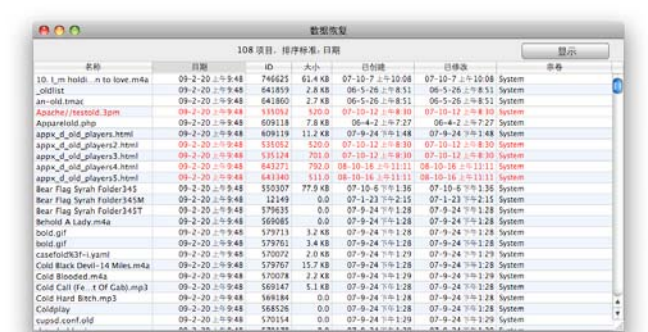 数据恢复
108 项目，排序标准：日期 显示
名称 日期 ID 大小 已创建 已修改 宗卷
10. I_m holdi...n to love.m4a 09-2-20 上午9:48 746625 61.4 KB 07-10-7 上午10:08 07-10-7 上午10:08 System
_oldlist 09-2-20 上午9:48 641859 2.8 KB 06-5-26 上午8:51 06-5-26 上午8:51 System
an-old.tmac 09-2-20 上午9:48 641860 2.7 KB 06-5-26 上午8:51 06-5-26 上午8:51 System
Apache//testold.3pm 09-2-20 上午9:48 535052 520.0 07-10-12 上午8:30 07-10-12 上午8:30 System
Apparelold.php 09-2-20 上午9:48 609118 7.8 KB 06-4-2 上午7:27 06-4-2 上午7:27 System
appx_d_old_players.html 09-2-20 上午9:48 609119 11.2 KB 07-9-24 下午1:48 07-9-24 下午1:48 System
appx_d_old_players2.html 09-2-20 上午9:48 535052 520.0 07-10-12 上午8:30 07-10-12 上午8:30 System
appx_d_old_players3.html 09-2-20 上午9:48 535124 701.0 07-10-12 上午8:30 07-10-12 上午8:30 System
appx_d_old_players4.html 09-2-20 上午9:48 643271 792.0 08-10-16 上午11:11 08-10-16 上午11:11 System
appx_d_old_players5.html 09-2-20 上午9:48 643340 511.0 08-10-16 上午11:11 08-10-16 上午11:11 System
Bear Flag Syrah Folder345 09-2-20 上午9:48 550307 77.9 KB 07-10-6 下午1:36 07-10-6 下午1:36 System
Bear Flag Syrah Folder345M 09-2-20 上午9:48 12149 0.0 07-1-23 下午2:15 07-1-23 下午2:15 System
Bear Flag Syrah Folder345T 09-2-20 上午9:48 579635 0.0 07-9-24 下午1:28 07-9-24 下午1:28 System
Behold A Lady.m4a 09-2-20 上午9:48 569085 0.0 07-9-24 下午1:28 07-9-24 下午1:28 System
bold.gif 09-2-20 上午9:48 579713 3.2 KB 07-9-24 下午1:28 07-9-24 下午1:28 System
bold.gif 09-2-20 上午9:48 579761 3.4 KB 07-9-24 下午1:28 07-9-24 下午1:28 System
casefold%3f-i.yaml 09-2-20 上午9:48 570072 2.0 KB 07-9-24 下午1:29 07-9-24 下午1:29 System
Cold Black Devil-14 Miles.m4a 09-2-20 上午9:48 579767 15.7 KB 07-9-24 下午1:28 07-9-24 下午1:28 System
Cold Blooded.m4a 09-2-20 上午9:48 570078 2.2 KB 07-9-24 下午1:29 07-9-24 下午1:29 System
Cold Call (Fe...t Of Gab).mp3 09-2-20 上午9:48 569147 5.1 KB 07-9-24 下午1:28 07-9-24 下午1:28 System
Cold Hard Bitch.mp3 09-2-20 上午9:48 569184 0.0 07-9-24 下午1:28 07-9-24 下午1:28 System
Coldplay 09-2-20 上午9:48 568526 0.0 07-9-24 下午1:28 07-9-24 下午1:28 System
cupsd.conf.old 09-2-20 上午9:48 570154 0.0 07-9-24 下午1:29 07-9-24 下午1:29 System